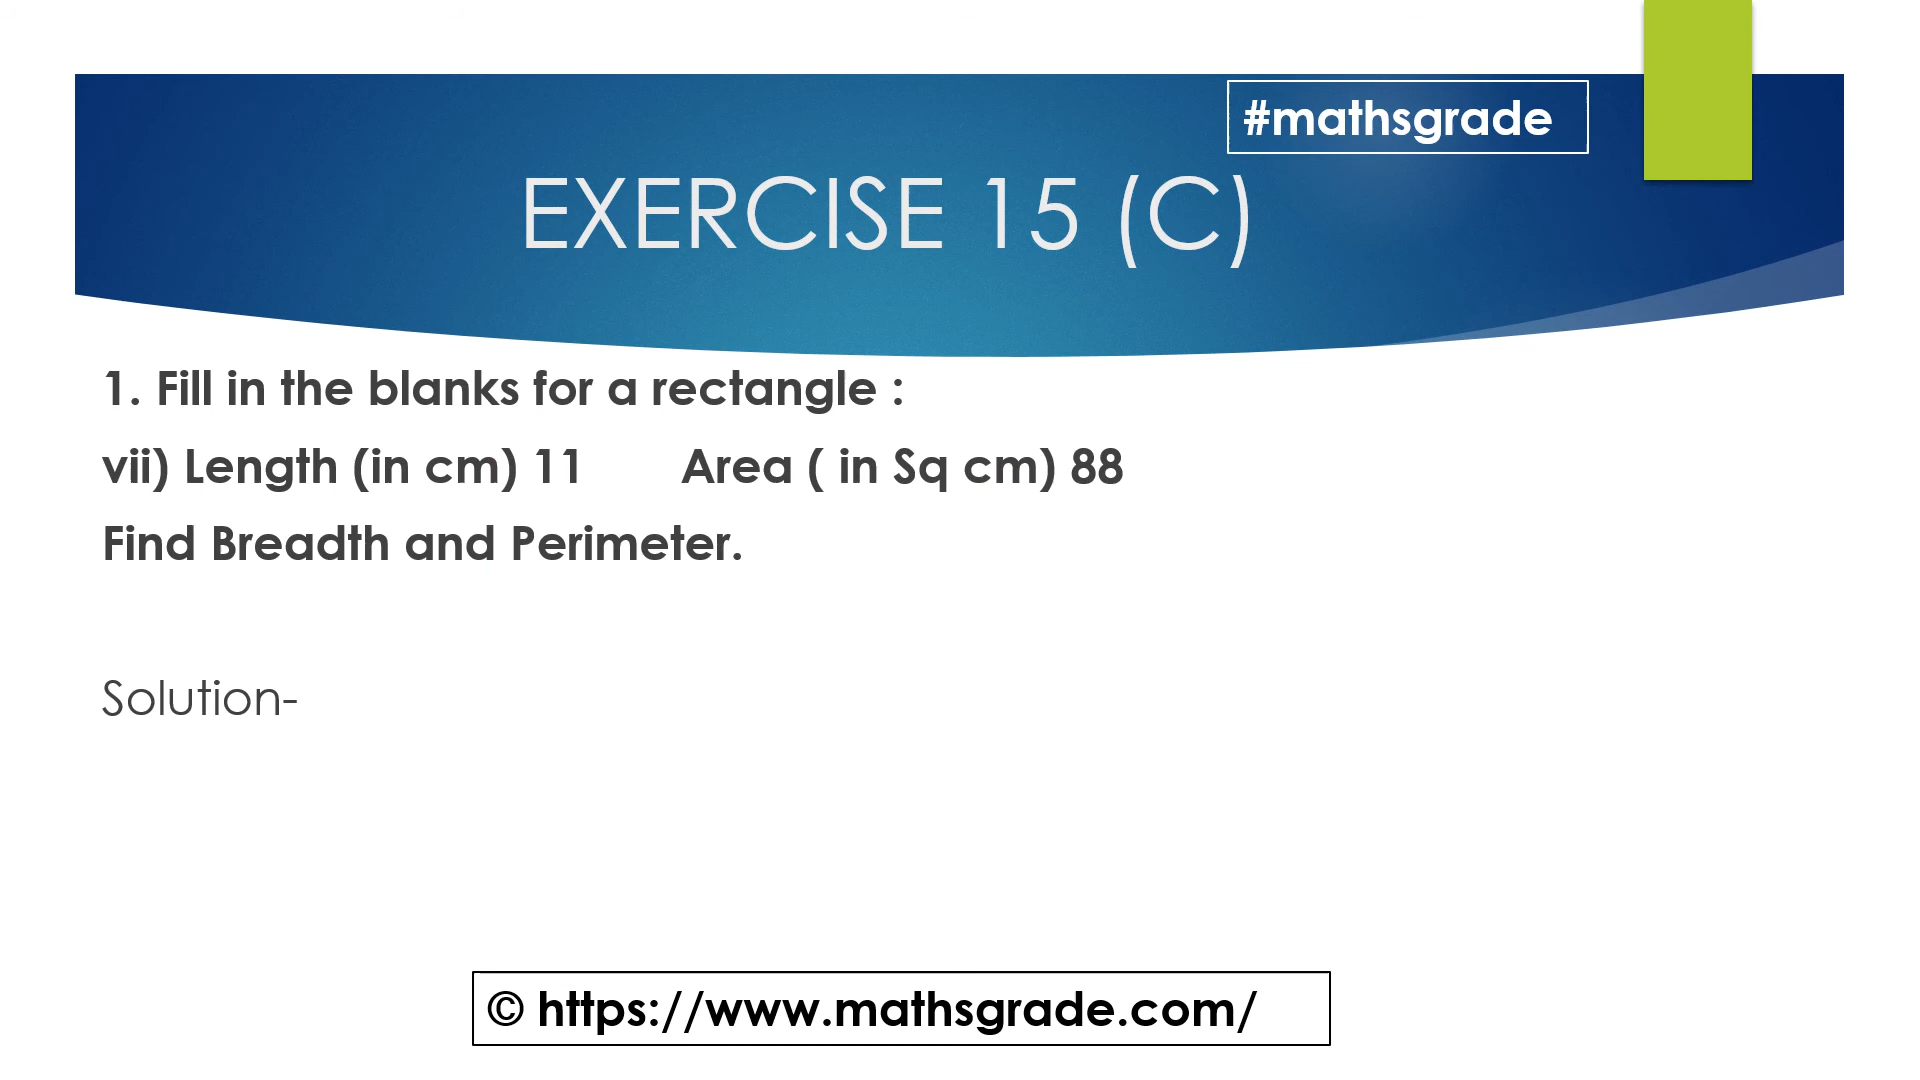 #mathsgrade
EXERCISE 15 (C)
1. Fill in the blanks for a rectangle :
vii) Length (in cm) 11 Area ( in Sq cm) 88
Find Breadth and Perimeter.
Solution-
© https://www.mathsgrade.com/